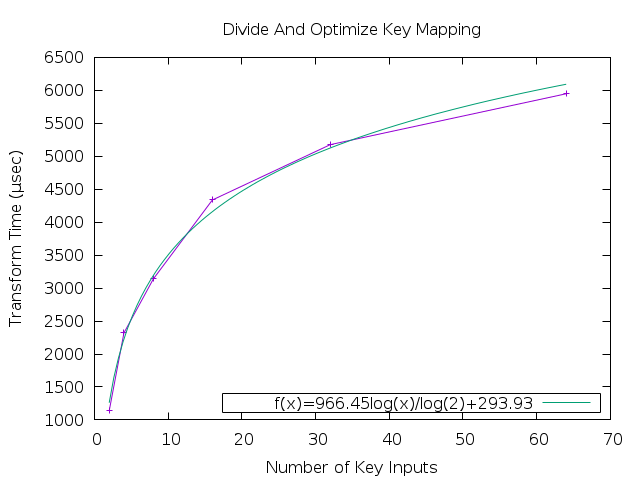 Divide And Optimize Key Mapping
Transform Time (µsec)
6500
6000
5500
5000
4500
4000
3500
3000
2500
2000
1500
1000
f(x)=966.45log(x)/log(2)+293.93
0 10 20 30 40 50 60 70
Number of Key Inputs